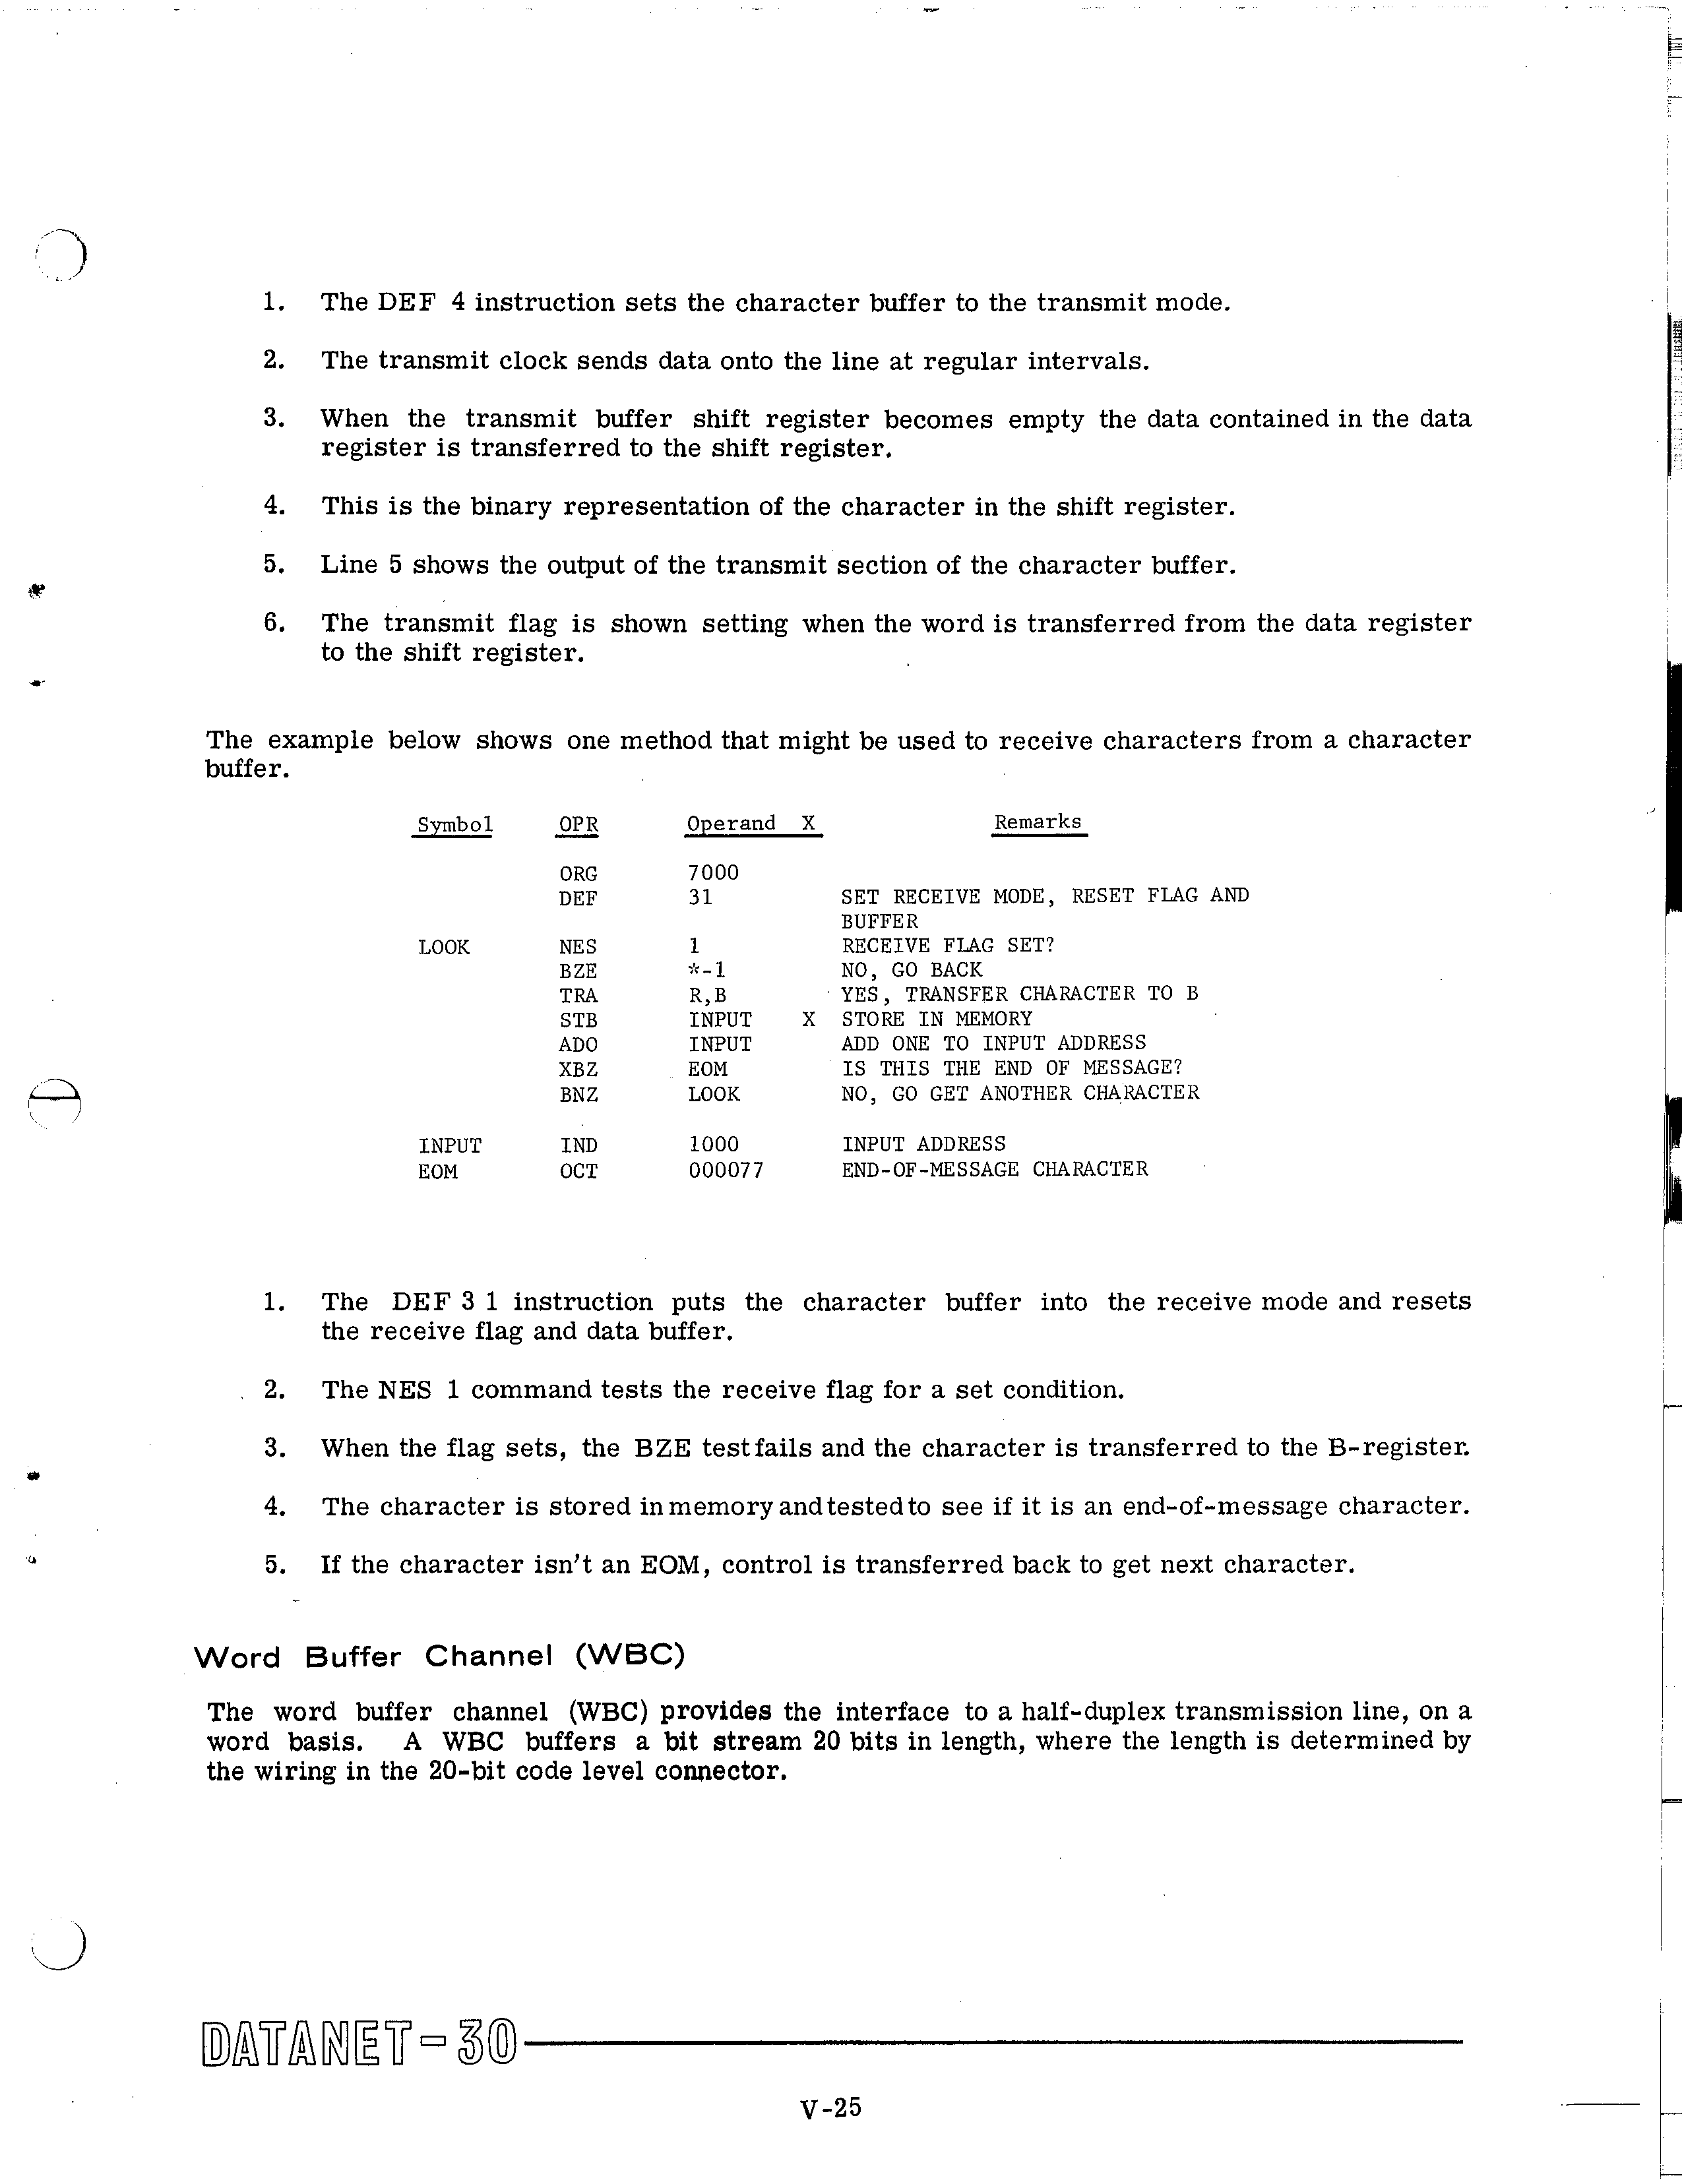 1. The DEF 4 instruction sets the character buffer to the transmit mode.
2. The transmit clock sends data onto the line at regular intervals.
3. When the transmit buffer shift register becomes empty the data contained in the data
register is transferred to the shift register.
4. This is the binary representation of the character in the shift register.
5. Line 5 shows the output of the transmit section of the character buffer.
6. The transmit flag is shown setting when the word is transferred from the data register
to the shift register.
The example below shows one method that might be used to receive characters from a character
buffer.
Symbol OPR Operand X Remarks
ORG 7000
DEF 31 SET RECEIVE MODE, RESET FLAG AND
BUFFER
LOOK NES 1 RECEIVE FLAG SET?
BZE *-1 NO, GO BACK
TRA R,B YES, TRANSFER CHARACTER TO B
STB INPUT X STORE IN MEMORY
ADO INPUT ADD ONE TO INPUT ADDRESS
XBZ EOM IS THIS THE END OF MESSAGE?
BNZ LOOK NO, GO GET ANOTHER CHARACTER
INPUT IND 1000 INPUT ADDRESS
EOM OCT 000077 END-OF-MESSAGE CHARACTER
1. The DEF 3 1 instruction puts the character buffer into the receive mode and resets
the receive flag and data buffer.
2. The NES 1 command tests the receive flag for a set condition.
3. When the flag sets, the BZE test fails and the character is transferred to the B-register.
4. The character is stored in memory and tested to see if it is an end-of-message character.
5. If the character isn't an EOM, control is transferred back to get next character.
Word Buffer Channel (WBC)
The word buffer channel (WBC) provides the interface to a half-duplex transmission line, on a
word basis. A WBC buffers a bit stream 20 bits in length, where the length is determined by
the wiring in the 20-bit code level connector.
DATANET-30
V-25